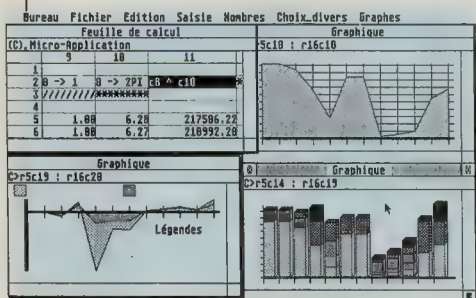 Bureau Fichier Edition Saisie Nombres Choix_divers Graphes
Feuille de calcul
(C), Micro-Application
9 10 11
1
2 0 -> 1 0 -> 2PI c8 ^ c10
3 ////////// **********
4
5 1.00 6.28 217506.22
6 1.00 6.27 210992.20
Graphique
r5c10 : r16c10
Graphique
C>r5c19 : r16c20
Légendes
Graphique
C>r5c14 : r16c19